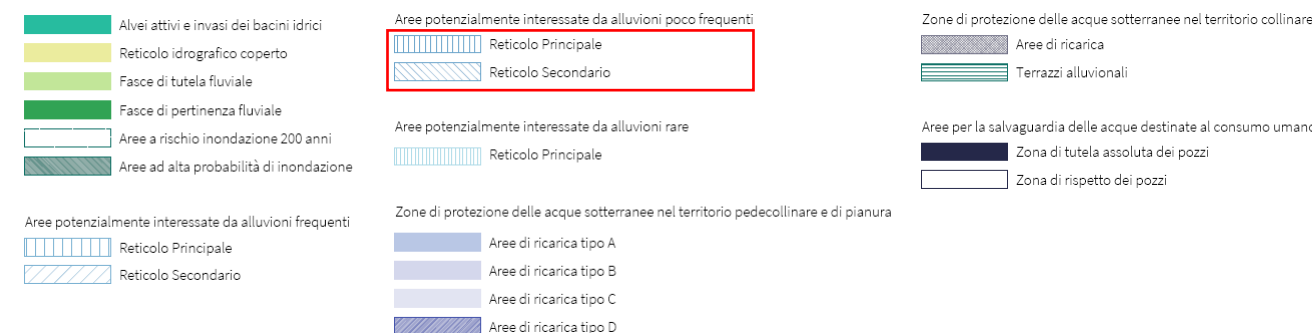 Alvei attivi e invasi dei bacini idrici
Reticolo idrografico coperto
Fasce di tutela fluviale
Fasce di pertinenza fluviale
Aree a rischio inondazione 200 anni
Aree ad alta probabilità di inondazione
Aree potenzialmente interessate da alluvioni frequenti
Reticolo Principale
Reticolo Secondario
Aree potenzialmente interessate da alluvioni poco frequenti
Reticolo Principale
Reticolo Secondario
Aree potenzialmente interessate da alluvioni rare
Reticolo Principale
Zone di protezione delle acque sotterranee nel territorio pedecollinare e di pianura
Aree di ricarica tipo A
Aree di ricarica tipo B
Aree di ricarica tipo C
Aree di ricarica tipo D
Zone di protezione delle acque sotterranee nel territorio collinare
Aree di ricarica
Terrazzi alluvionali
Aree per la salvaguardia delle acque destinate al consumo umano
Zona di tutela assoluta dei pozzi
Zona di rispetto dei pozzi